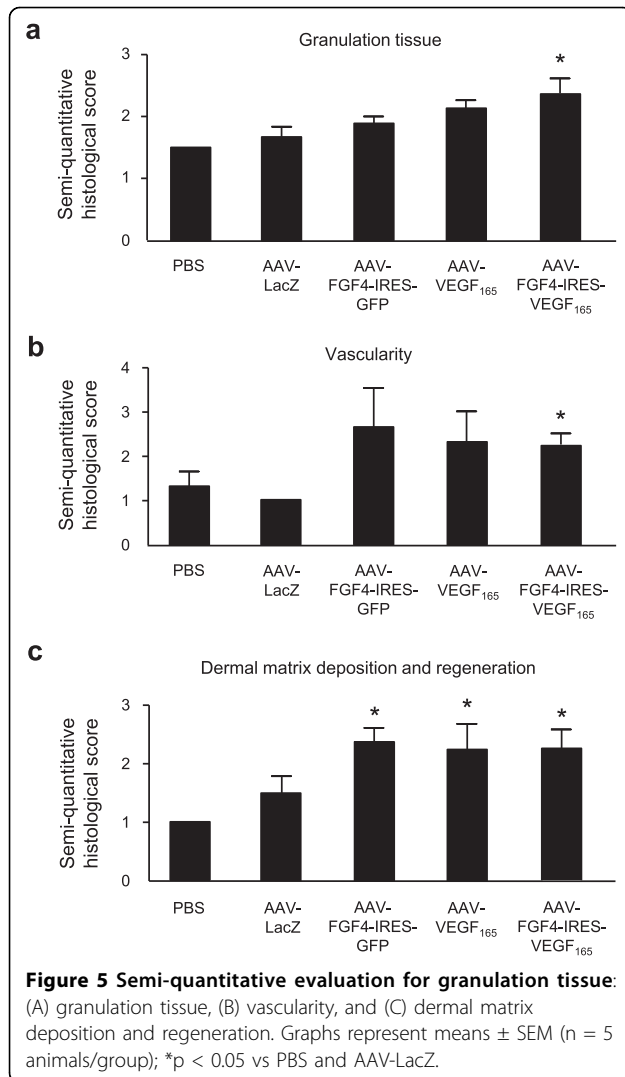 a
Granulation tissue
Semi-quantitative
histological score
3
2
1
0
*
PBS
AAV-
LacZ
AAV-
FGF4-IRES-
GFP
AAV-
VEGF₁₆₅
AAV-
FGF4-IRES-
VEGF₁₆₅
b
Vascularity
Semi-quantitative
histological score
4
3
2
1
0
*
PBS
AAV-
LacZ
AAV-
FGF4-IRES-
GFP
AAV-
VEGF₁₆₅
AAV-
FGF4-IRES-
VEGF₁₆₅
c
Dermal matrix deposition and regeneration
Semi-quantitative
histological score
3
2
1
0
* * *
PBS
AAV-
LacZ
AAV-
FGF4-IRES-
GFP
AAV-
VEGF₁₆₅
AAV-
FGF4-IRES-
VEGF₁₆₅
Figure 5 Semi-quantitative evaluation for granulation tissue:
(A) granulation tissue, (B) vascularity, and (C) dermal matrix
deposition and regeneration. Graphs represent means ± SEM (n = 5
animals/group); *p < 0.05 vs PBS and AAV-LacZ.